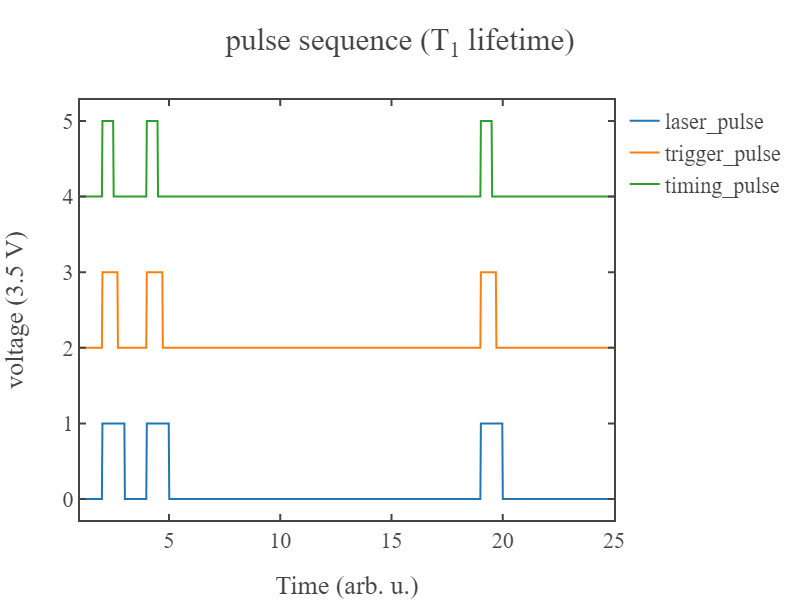 pulse sequence (T₁ lifetime)
laser_pulse
trigger_pulse
timing_pulse
voltage (3.5 V)
5
4
3
2
1
0
5
10
15
20
25
Time (arb. u.)